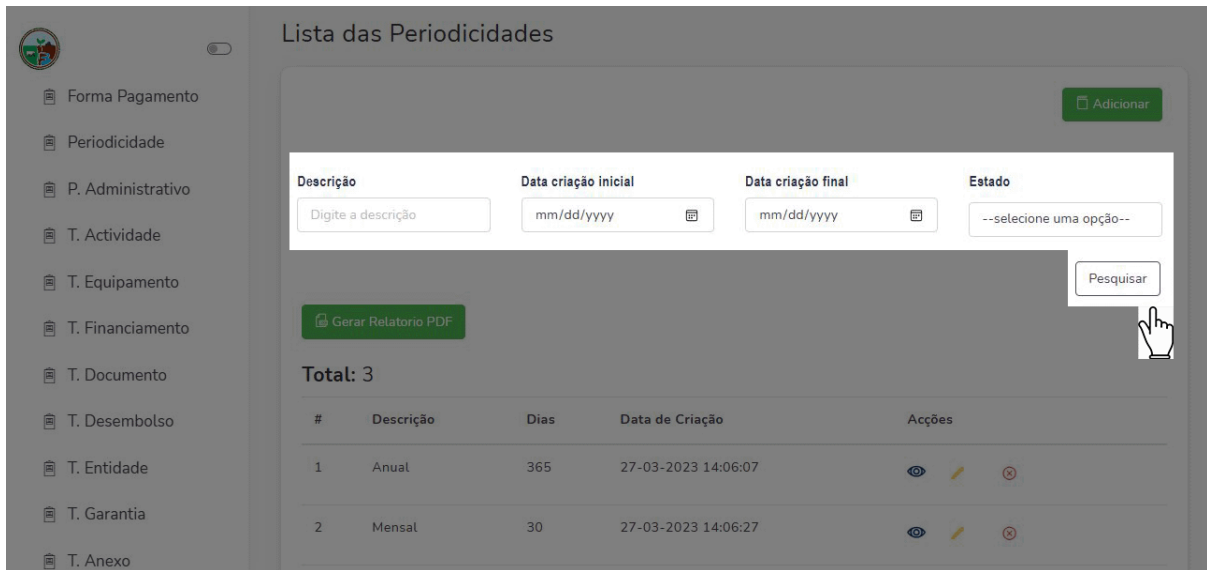 Lista das Periodicidades
Forma Pagamento
Periodicidade
P. Administrativo
T. Actividade
T. Equipamento
T. Financiamento
T. Documento
T. Desembolso
T. Entidade
T. Garantia
T. Anexo
Adicionar
Descrição Data criação inicial Data criação final Estado
Digite a descrição mm/dd/yyyy mm/dd/yyyy --selecione uma opção--
Pesquisar
Gerar Relatorio PDF
Total: 3
# Descrição Dias Data de Criação Acções
1 Anual 365 27-03-2023 14:06:07
2 Mensal 30 27-03-2023 14:06:27